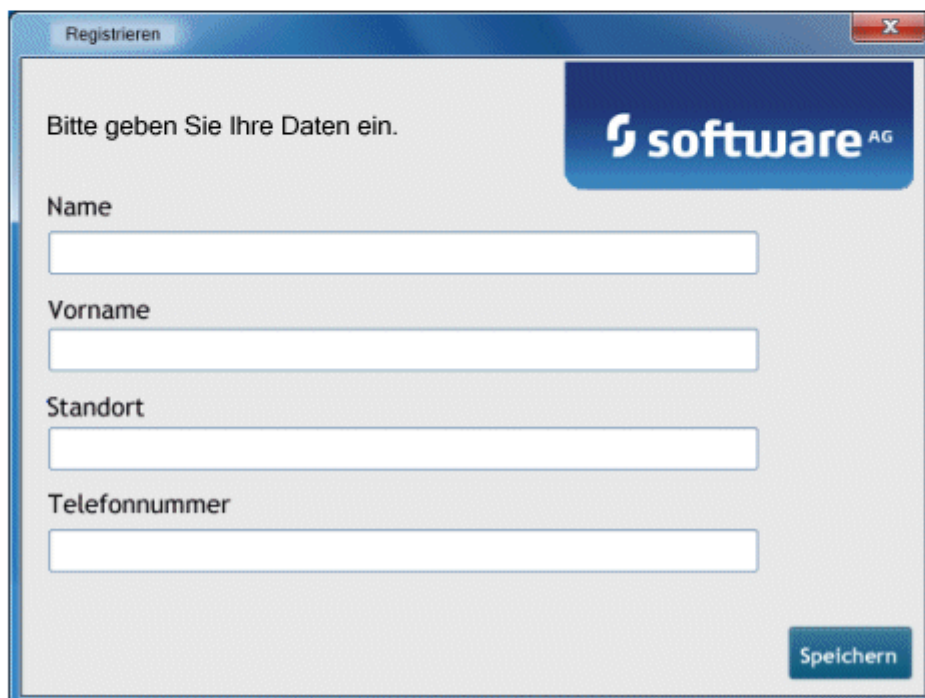 Registrieren
Bitte geben Sie Ihre Daten ein.
software AG
Name
Vorname
Standort
Telefonnummer
Speichern